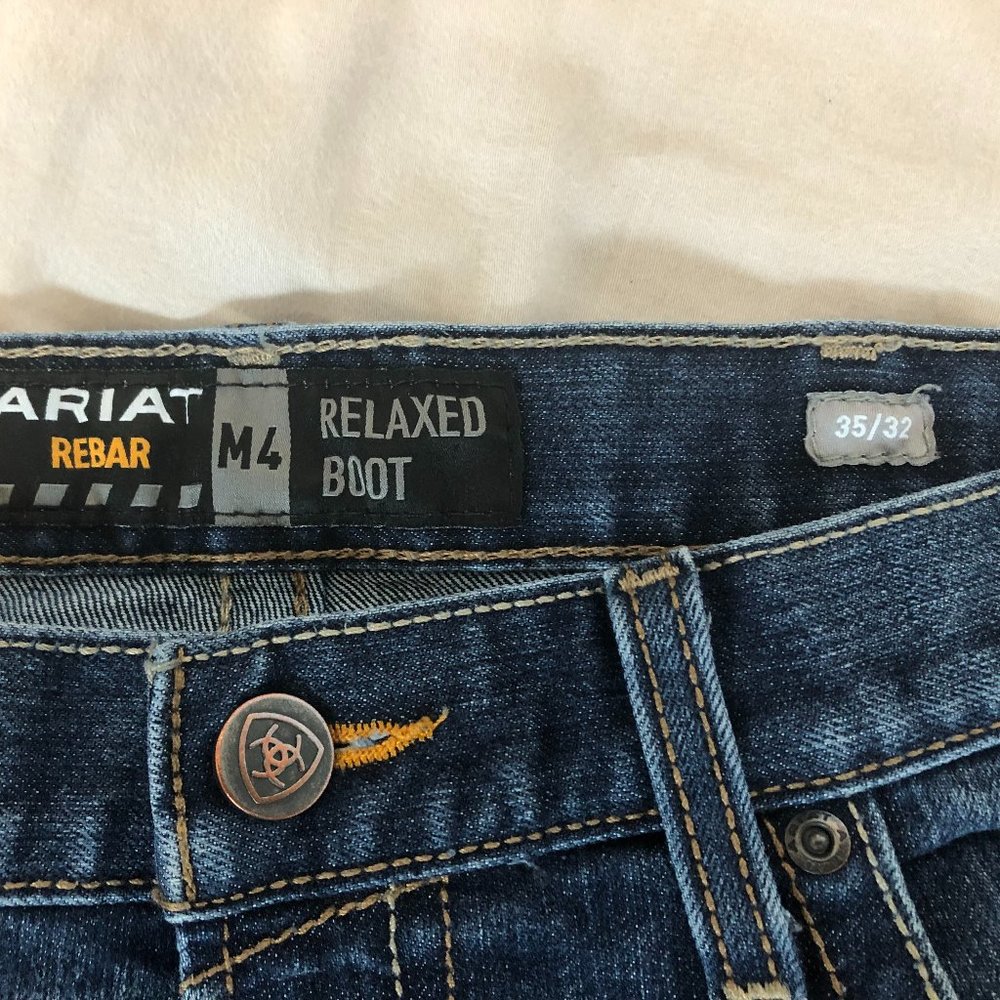 ARIAT
REBAR
M4
RELAXED
BOOT
35/32